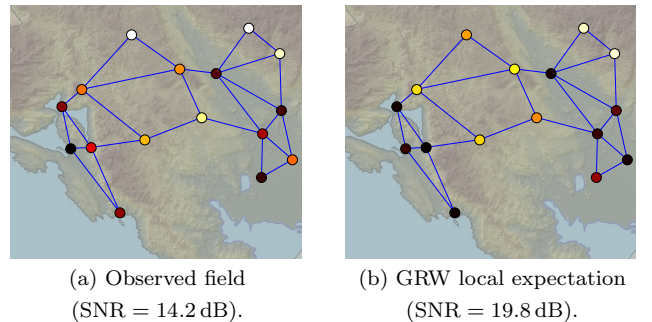 (a) Observed field
(SNR = 14.2 dB).
(b) GRW local expectation
(SNR = 19.8 dB).